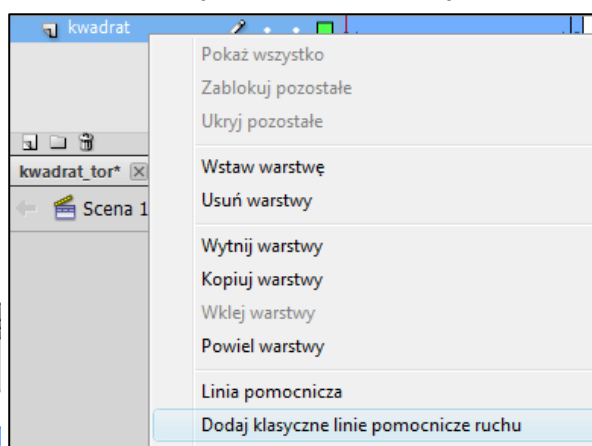 kwadrat
Pokaż wszystko
Zablokuj pozostałe
Ukryj pozostałe
kwadrat_tor*
Wstaw warstwę
Usuń warstwy
Scena 1
Wytnij warstwy
Kopiuj warstwy
Wklej warstwy
Powiel warstwy
Linia pomocnicza
Dodaj klasyczne linie pomocnicze ruchu